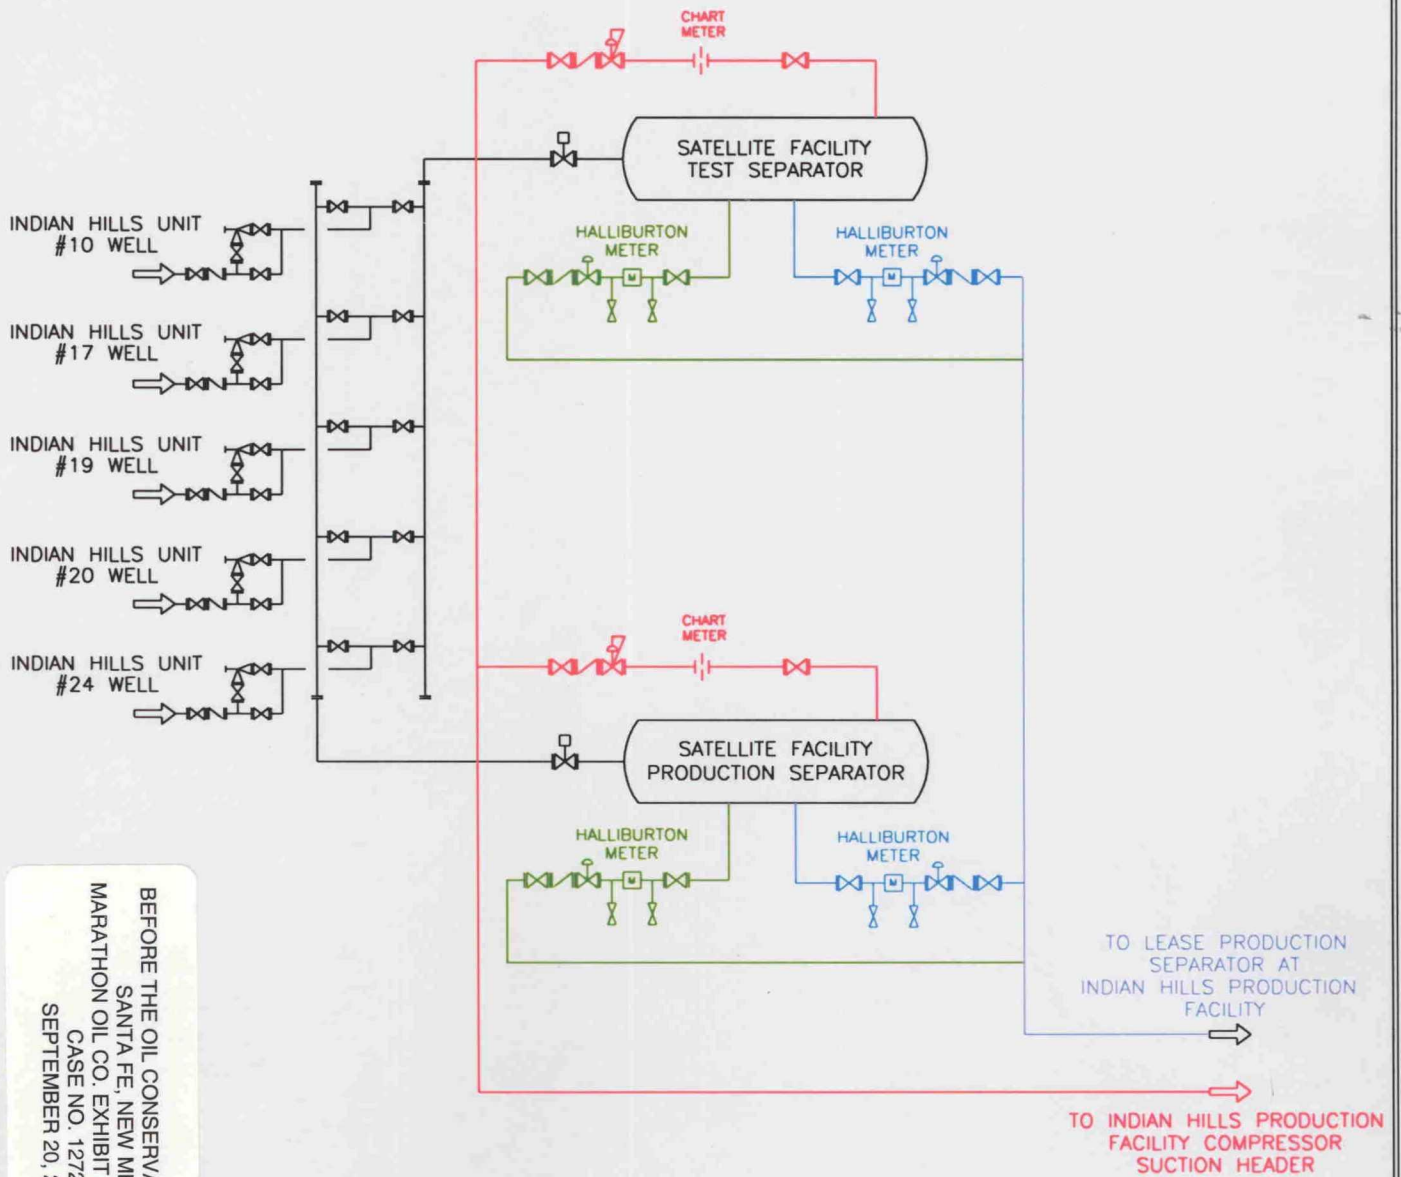 CHART
METER
SATELLITE FACILITY
TEST SEPARATOR
INDIAN HILLS UNIT
#10 WELL
HALLIBURTON
METER
M
HALLIBURTON
METER
M
INDIAN HILLS UNIT
#17 WELL
INDIAN HILLS UNIT
#19 WELL
INDIAN HILLS UNIT
#20 WELL
INDIAN HILLS UNIT
#24 WELL
CHART
METER
SATELLITE FACILITY
PRODUCTION SEPARATOR
HALLIBURTON
METER
M
HALLIBURTON
METER
M
TO LEASE PRODUCTION
SEPARATOR AT
INDIAN HILLS PRODUCTION
FACILITY
TO INDIAN HILLS PRODUCTION
FACILITY COMPRESSOR
SUCTION HEADER
BEFORE THE OIL
SANTA FE, NEW
MARATHON OIL CO. EXHIBIT
CASE NO.
SEPTEMBER 20,